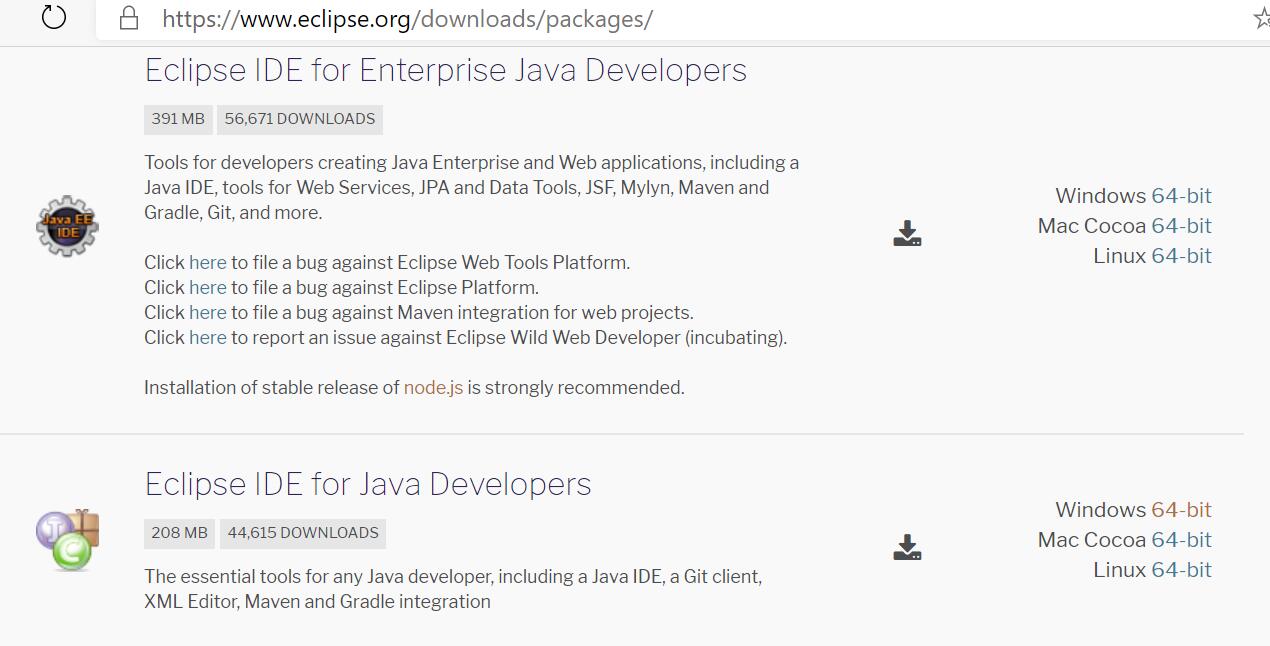 https://www.eclipse.org/downloads/packages/
Eclipse IDE for Enterprise Java Developers
391 MB 56,671 DOWNLOADS
Tools for developers creating Java Enterprise and Web applications, including a
Java IDE, tools for Web Services, JPA and Data Tools, JSF, Mylyn, Maven and
Gradle, Git, and more.
Click here to file a bug against Eclipse Web Tools Platform.
Click here to file a bug against Eclipse Platform.
Click here to file a bug against Maven integration for web projects.
Click here to report an issue against Eclipse Wild Web Developer (incubating).
Installation of stable release of node.js is strongly recommended.
Java EE
IDE
Windows 64-bit
Mac Cocoa 64-bit
Linux 64-bit
Eclipse IDE for Java Developers
208 MB 44,615 DOWNLOADS
The essential tools for any Java developer, including a Java IDE, a Git client,
XML Editor, Maven and Gradle integration
J
C
Windows 64-bit
Mac Cocoa 64-bit
Linux 64-bit